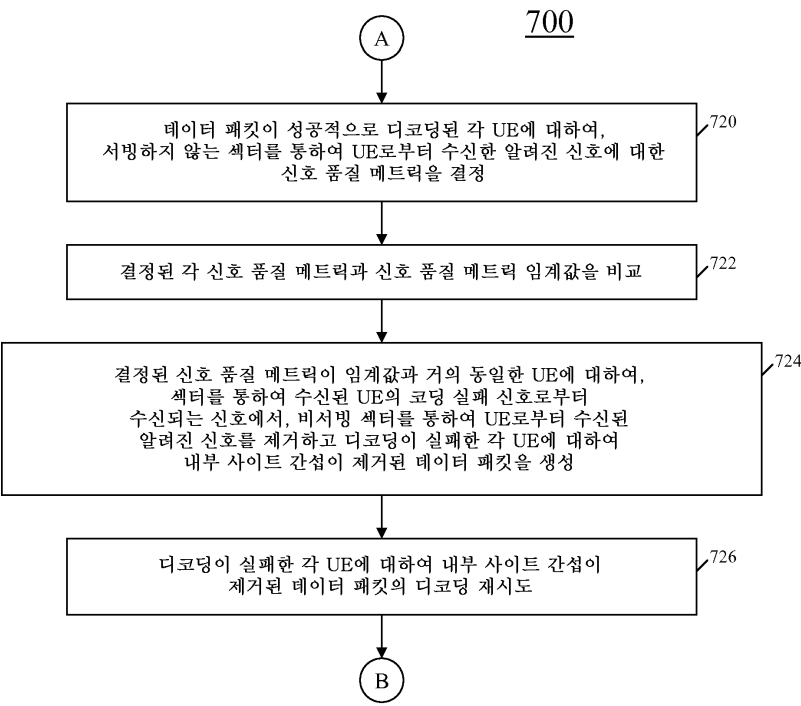 700
A
데이터 패킷이 성공적으로 디코딩된 각 UE에 대하여,
서빙하지 않는 섹터를 통하여 UE로부터 수신한 알려진 신호에 대한
신호 품질 메트릭을 결정
720
결정된 각 신호 품질 메트릭과 신호 품질 메트릭 임계값을 비교
722
결정된 신호 품질 메트릭이 임계값과 거의 동일한 UE에 대하여,
섹터를 통하여 수신된 UE의 코딩 실패 신호로부터
수신되는 신호에서, 비서빙 섹터를 통하여 UE로부터 수신된
알려진 신호를 제거하고 디코딩이 실패한 각 UE에 대하여
내부 사이트 간섭이 제거된 데이터 패킷을 생성
724
디코딩이 실패한 각 UE에 대하여 내부 사이트 간섭이
제거된 데이터 패킷의 디코딩 재시도
726
B